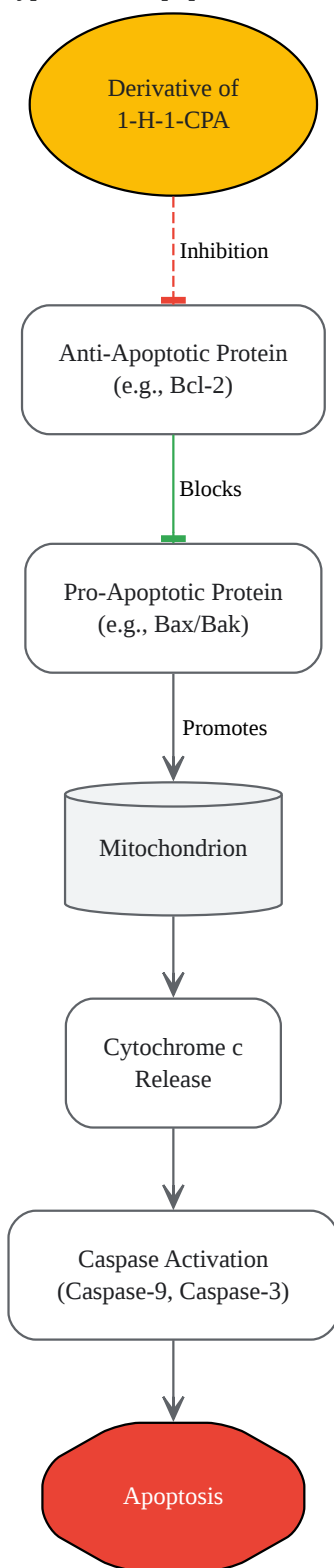 Derivative of
1-H-1-CPA
Inhibition
Anti-Apoptotic Protein
(e.g., Bcl-2)
Blocks
Pro-Apoptotic Protein
(e.g., Bax/Bak)
Promotes
Mitochondrion
Cytochrome c
Release
Caspase Activation
(Caspase-9, Caspase-3)
Apoptosis